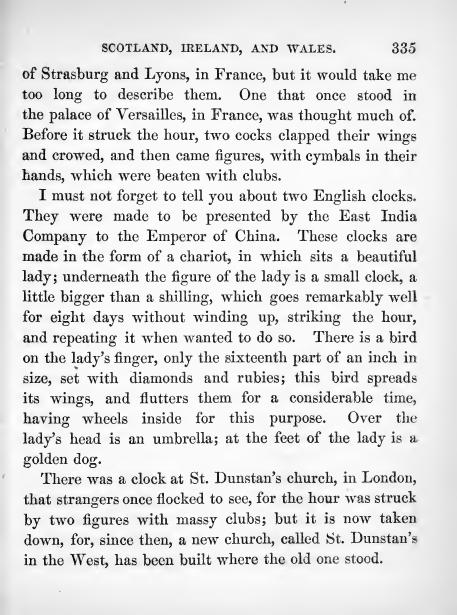 SCOTLAND, IRELAND, AND WALES. 335
of Strasburg and Lyons, in France, but it would take me
too long to describe them. One that once stood in
the palace of Versailles, in France, was thought much of.
Before it struck the hour, two cocks clapped their wings
and crowed, and then came figures, with cymbals in their
hands, which were beaten with clubs.
I must not forget to tell you about two English clocks.
They were made to be presented by the East India
Company to the Emperor of China. These clocks are
made in the form of a chariot, in which sits a beautiful
lady; underneath the figure of the lady is a small clock, a
little bigger than a shilling, which goes remarkably well
for eight days without winding up, striking the hour,
and repeating it when wanted to do so. There is a bird
on the lady's finger, only the sixteenth part of an inch in
size, set with diamonds and rubies; this bird spreads
its wings, and flutters them for a considerable time,
having wheels inside for this purpose. Over the
lady's head is an umbrella; at the feet of the lady is a
golden dog.
There was a clock at St. Dunstan's church, in London,
that strangers once flocked to see, for the hour was struck
by two figures with massy clubs; but it is now taken
down, for, since then, a new church, called St. Dunstan's
in the West, has been built where the old one stood.